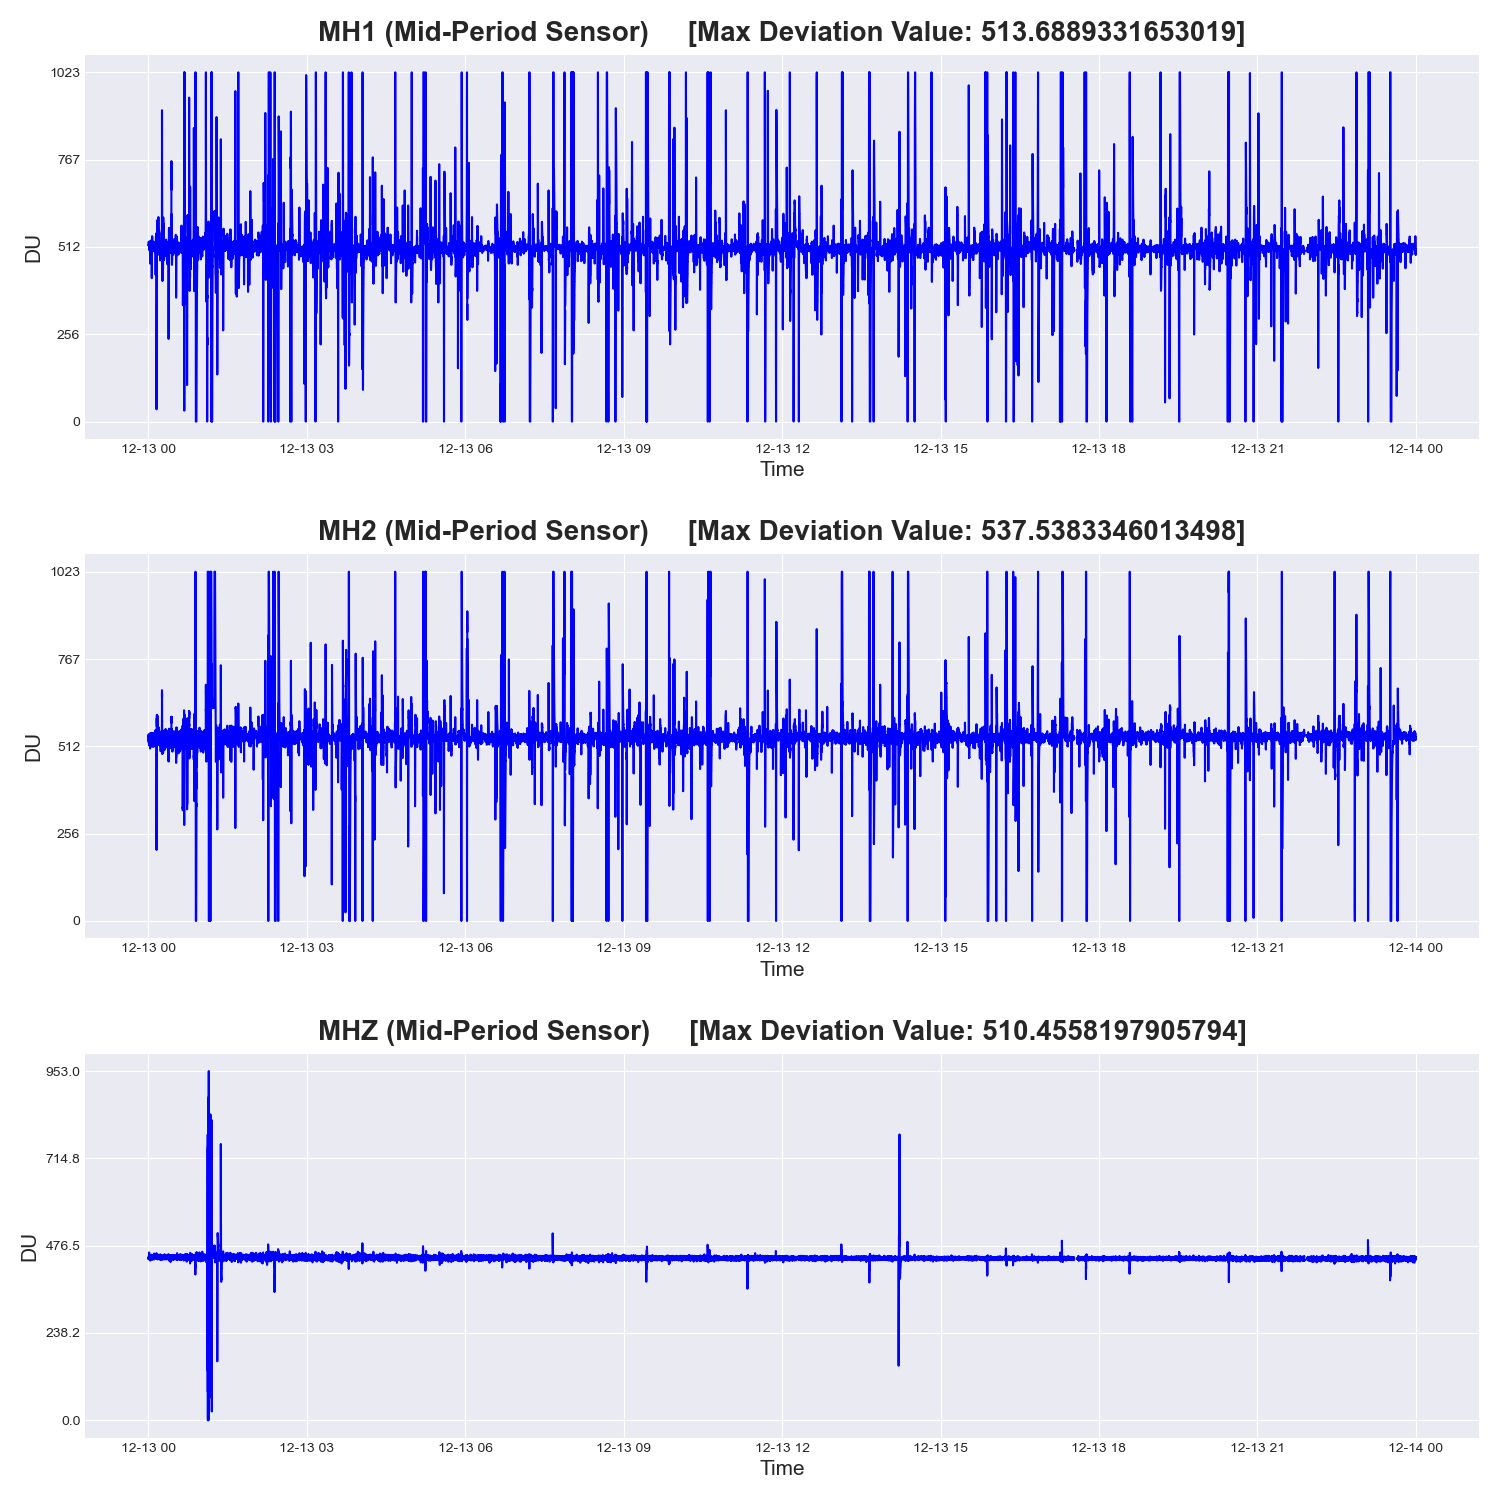 MH1 (Mid-Period Sensor) [Max Deviation Value: 513.6889331653019]
1023
767
512
256
0
DU
12-13 00 12-13 03 12-13 06 12-13 09 12-13 12 12-13 15 12-13 18 12-13 21 12-14 00
Time
MH2 (Mid-Period Sensor) [Max Deviation Value: 537.5383346013498]
1023
767
512
256
0
DU
12-13 00 12-13 03 12-13 06 12-13 09 12-13 12 12-13 15 12-13 18 12-13 21 12-14 00
Time
MHZ (Mid-Period Sensor) [Max Deviation Value: 510.4558197905794]
953.0
714.8
476.5
238.2
0.0
DU
12-13 00 12-13 03 12-13 06 12-13 09 12-13 12 12-13 15 12-13 18 12-13 21 12-14 00
Time